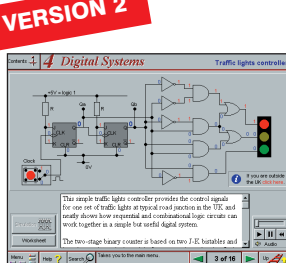 VERSION 2
Contents 4 Digital Systems
Traffic lights controller
+5V = logic 1
R
R
Qa
Qb
J
Q
J
Q
CLK
CLK
K
K
0V
Clock
If you are outside
the UK click here.
This simple traffic lights controller provides the control signals
for one set of traffic lights at typical road junction in the UK and
neatly shows how sequential and combinational logic circuits can
work together in a simple but useful digital system.
The two-stage binary counter is based on two J-K bistables and
Worksheet
Audio
Menu
Help ?
Search
Takes you to the main menu.
3 of 16
Up